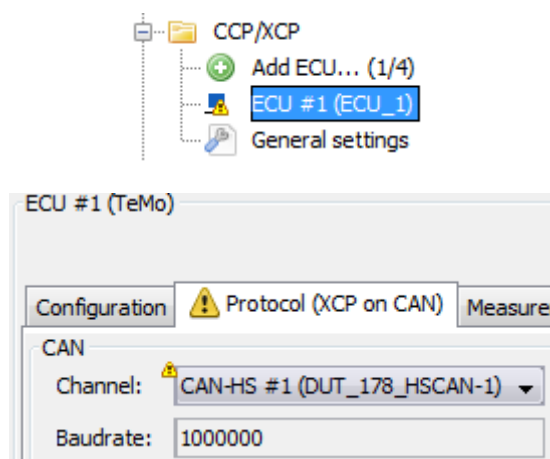 CCP/XCP
Add ECU... (1/4)
ECU #1 (ECU_1)
General settings
ECU #1 (TeMo)
Configuration Protocol (XCP on CAN) Measure
CAN
Channel: CAN-HS #1 (DUT_178_HSCAN-1)
Baudrate: 1000000